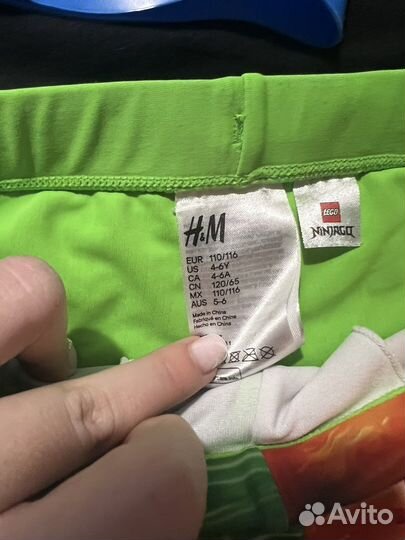 H&M
EUR 110/116
US 4-6Y
CA 4-6A
CN 120/65
MX 110/116
AUS 5-6
Made in China
Fabriqué en Chine
Hecho en China
LEGO
NINJAGO
Avito